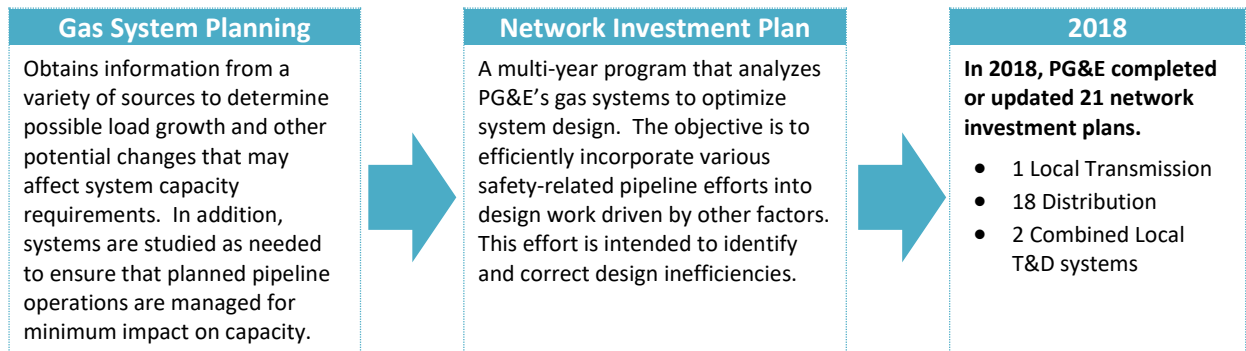 Gas System Planning
Obtains information from a
variety of sources to determine
possible load growth and other
potential changes that may
affect system capacity
requirements.  In addition,
systems are studied as needed
to ensure that planned pipeline
operations are managed for
minimum impact on capacity.
Network Investment Plan
A multi-year program that analyzes
PG&E's gas systems to optimize
system design.  The objective is to
efficiently incorporate various
safety-related pipeline efforts into
design work driven by other factors.
This effort is intended to identify
and correct design inefficiencies.
2018
In 2018, PG&E completed
or updated 21 network
investment plans.
• 1 Local Transmission
• 18 Distribution
• 2 Combined Local
T&D systems